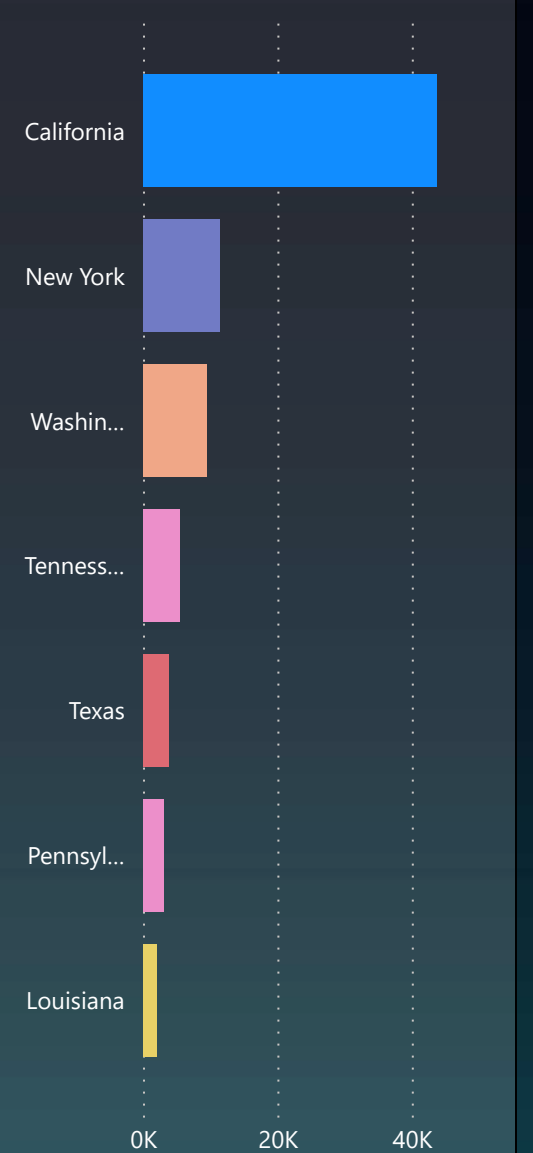 California
New York
Washin...
Tenness...
Texas
Pennsyl...
Louisiana
0K 20K 40K